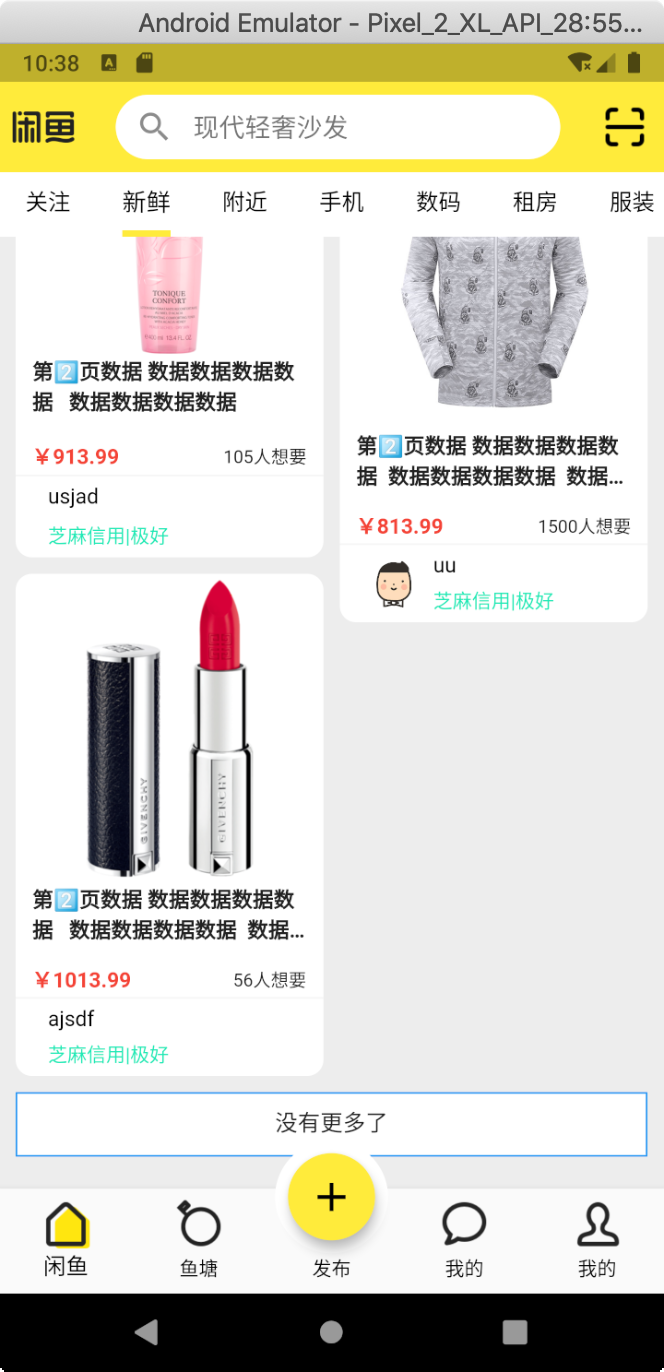 Android Emulator - Pixel_2_XL_API_28:55...
10:38
闲鱼
现代轻奢沙发
关注 新鲜 附近 手机 数码 租房 服装
TONIQUE
CONFORT
第2️⃣页数据 数据数据数据数
据 数据数据数据数据
￥913.99 105人想要
usjad
芝麻信用|极好
第2️⃣页数据 数据数据数据数
据 数据数据数据数据 数据...
￥813.99 1500人想要
uu
芝麻信用|极好
GIVENCHY
GIVENCHY
第2️⃣页数据 数据数据数据数
据 数据数据数据数据 数据...
￥1013.99 56人想要
ajsdf
芝麻信用|极好
没有更多了
闲鱼 鱼塘 发布 我的 我的